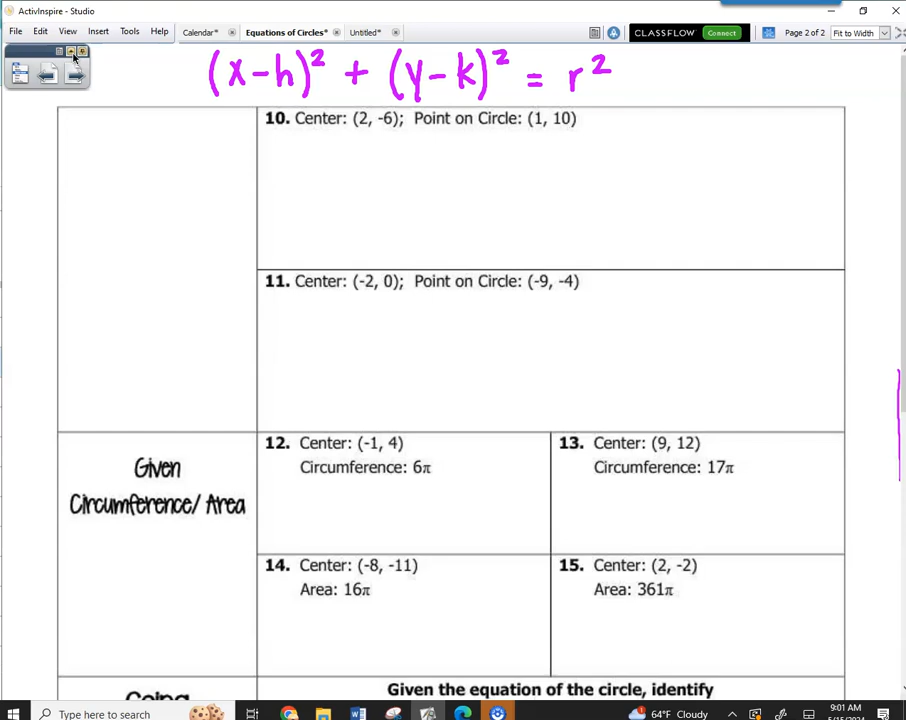 ActivInspire - Studio
File Edit View Insert Tools Help Calendar* Equations of Circles* Untitled* CLASSFLOW Connect Page 2 of 2 Fit to Width
(x-h)² + (y-k)² = r²
10. Center: (2, -6); Point on Circle: (1, 10)
11. Center: (-2, 0); Point on Circle: (-9, -4)
Given
Circumference/ Area
12. Center: (-1, 4)
Circumference: 6π
13. Center: (9, 12)
Circumference: 17π
14. Center: (-8, -11)
Area: 16π
15. Center: (2, -2)
Area: 361π
Going
Given the equation of the circle, identify
Type here to search
64°F Cloudy
9:01 AM